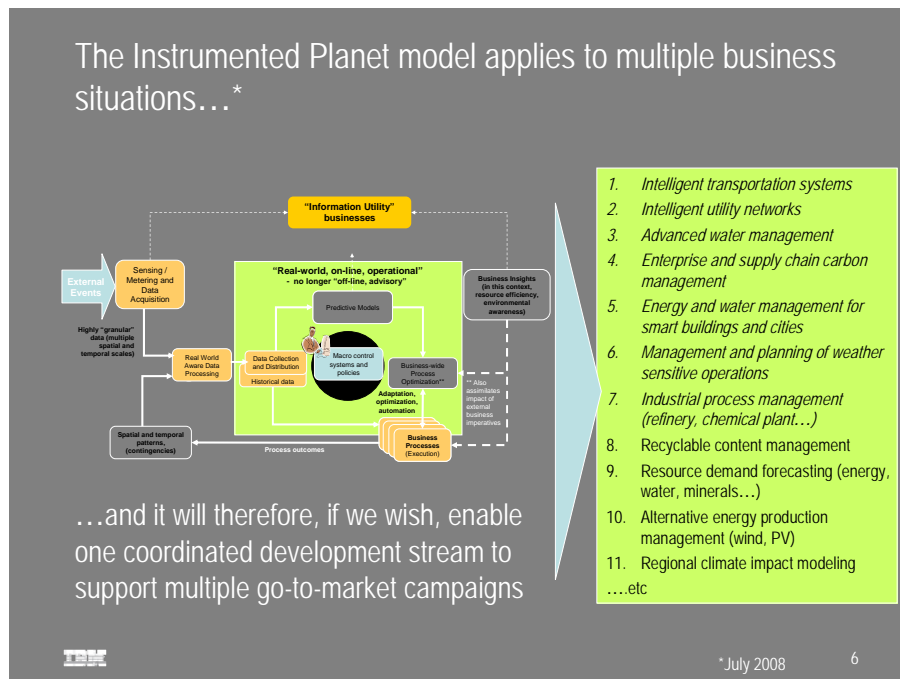 The Instrumented Planet model applies to multiple business
situations…*
"Information Utility"
businesses
External
Events
Sensing /
Metering and
Data
Acquisition
"Real-world, on-line, operational"
- no longer "off-line, advisory"
Business Insights
(in this context,
resource efficiency,
environmental
awareness)
Predictive Models
Highly "granular"
data (multiple
spatial and
temporal scales)
Real World
Aware Data
Processing
Data Collection
and Distribution
Historical data
Macro control
systems and
policies
Business-wide
Process
Optimization**
** Also
assimilates
impact of
external
business
imperatives
Adaptation,
optimization,
automation
Spatial and temporal
patterns,
(contingencies)
Process outcomes
Business
Processes
(Execution)
1. Intelligent transportation systems
2. Intelligent utility networks
3. Advanced water management
4. Enterprise and supply chain carbon
management
5. Energy and water management for
smart buildings and cities
6. Management and planning of weather
sensitive operations
7. Industrial process management
(refinery, chemical plant…)
8. Recyclable content management
9. Resource demand forecasting (energy,
water, minerals…)
10. Alternative energy production
management (wind, PV)
11. Regional climate impact modeling
….etc
…and it will therefore, if we wish, enable
one coordinated development stream to
support multiple go-to-market campaigns
IBM
*July 2008
6